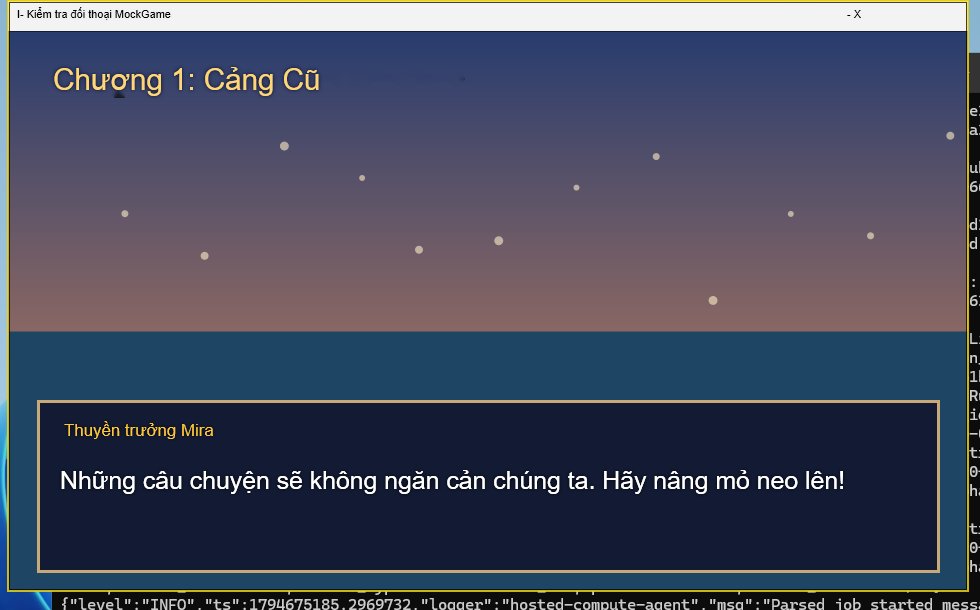 I- Kiểm tra đối thoại MockGame - X
Chương 1: Cảng Cũ
Thuyền trưởng Mira
Những câu chuyện sẽ không ngăn cản chúng ta. Hãy nâng mỏ neo lên!
{"level":"INFO","ts":1794675185.2969732,"logger":"hosted-compute-agent","msg":"Parsed job started mes